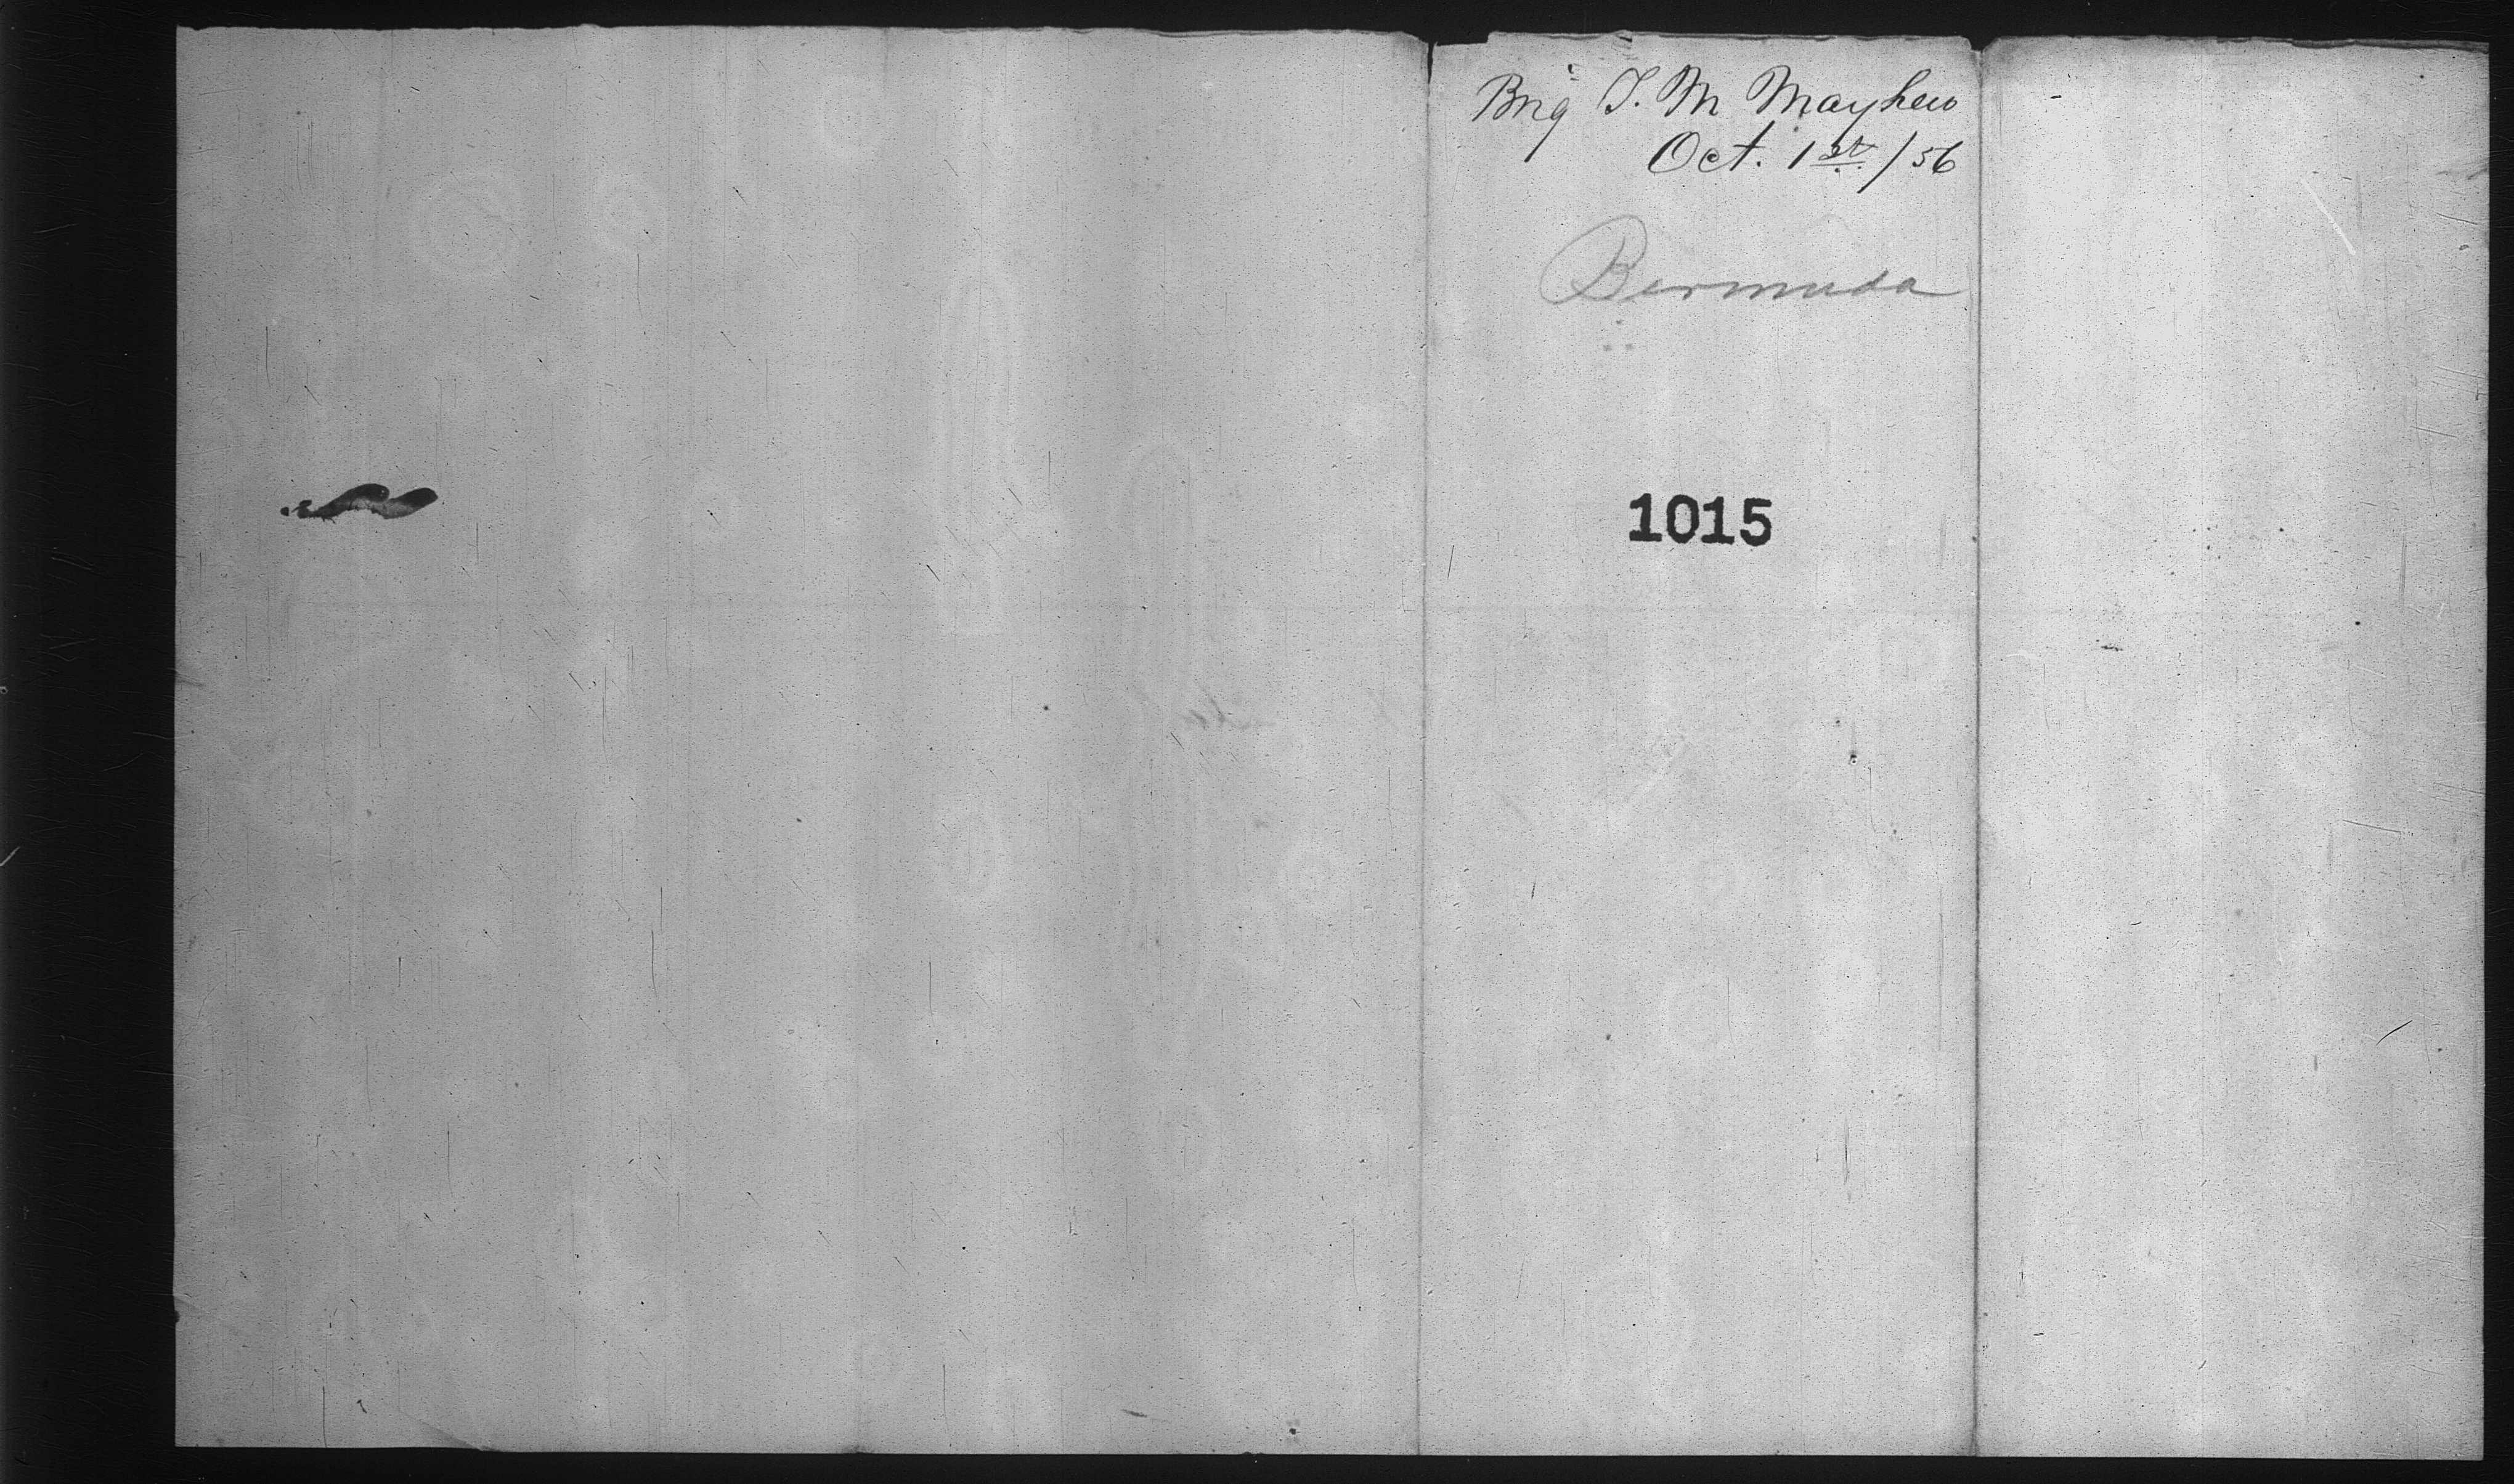 Brig T. M Mayhew
Oct. 1st /56
Bermuda
1015